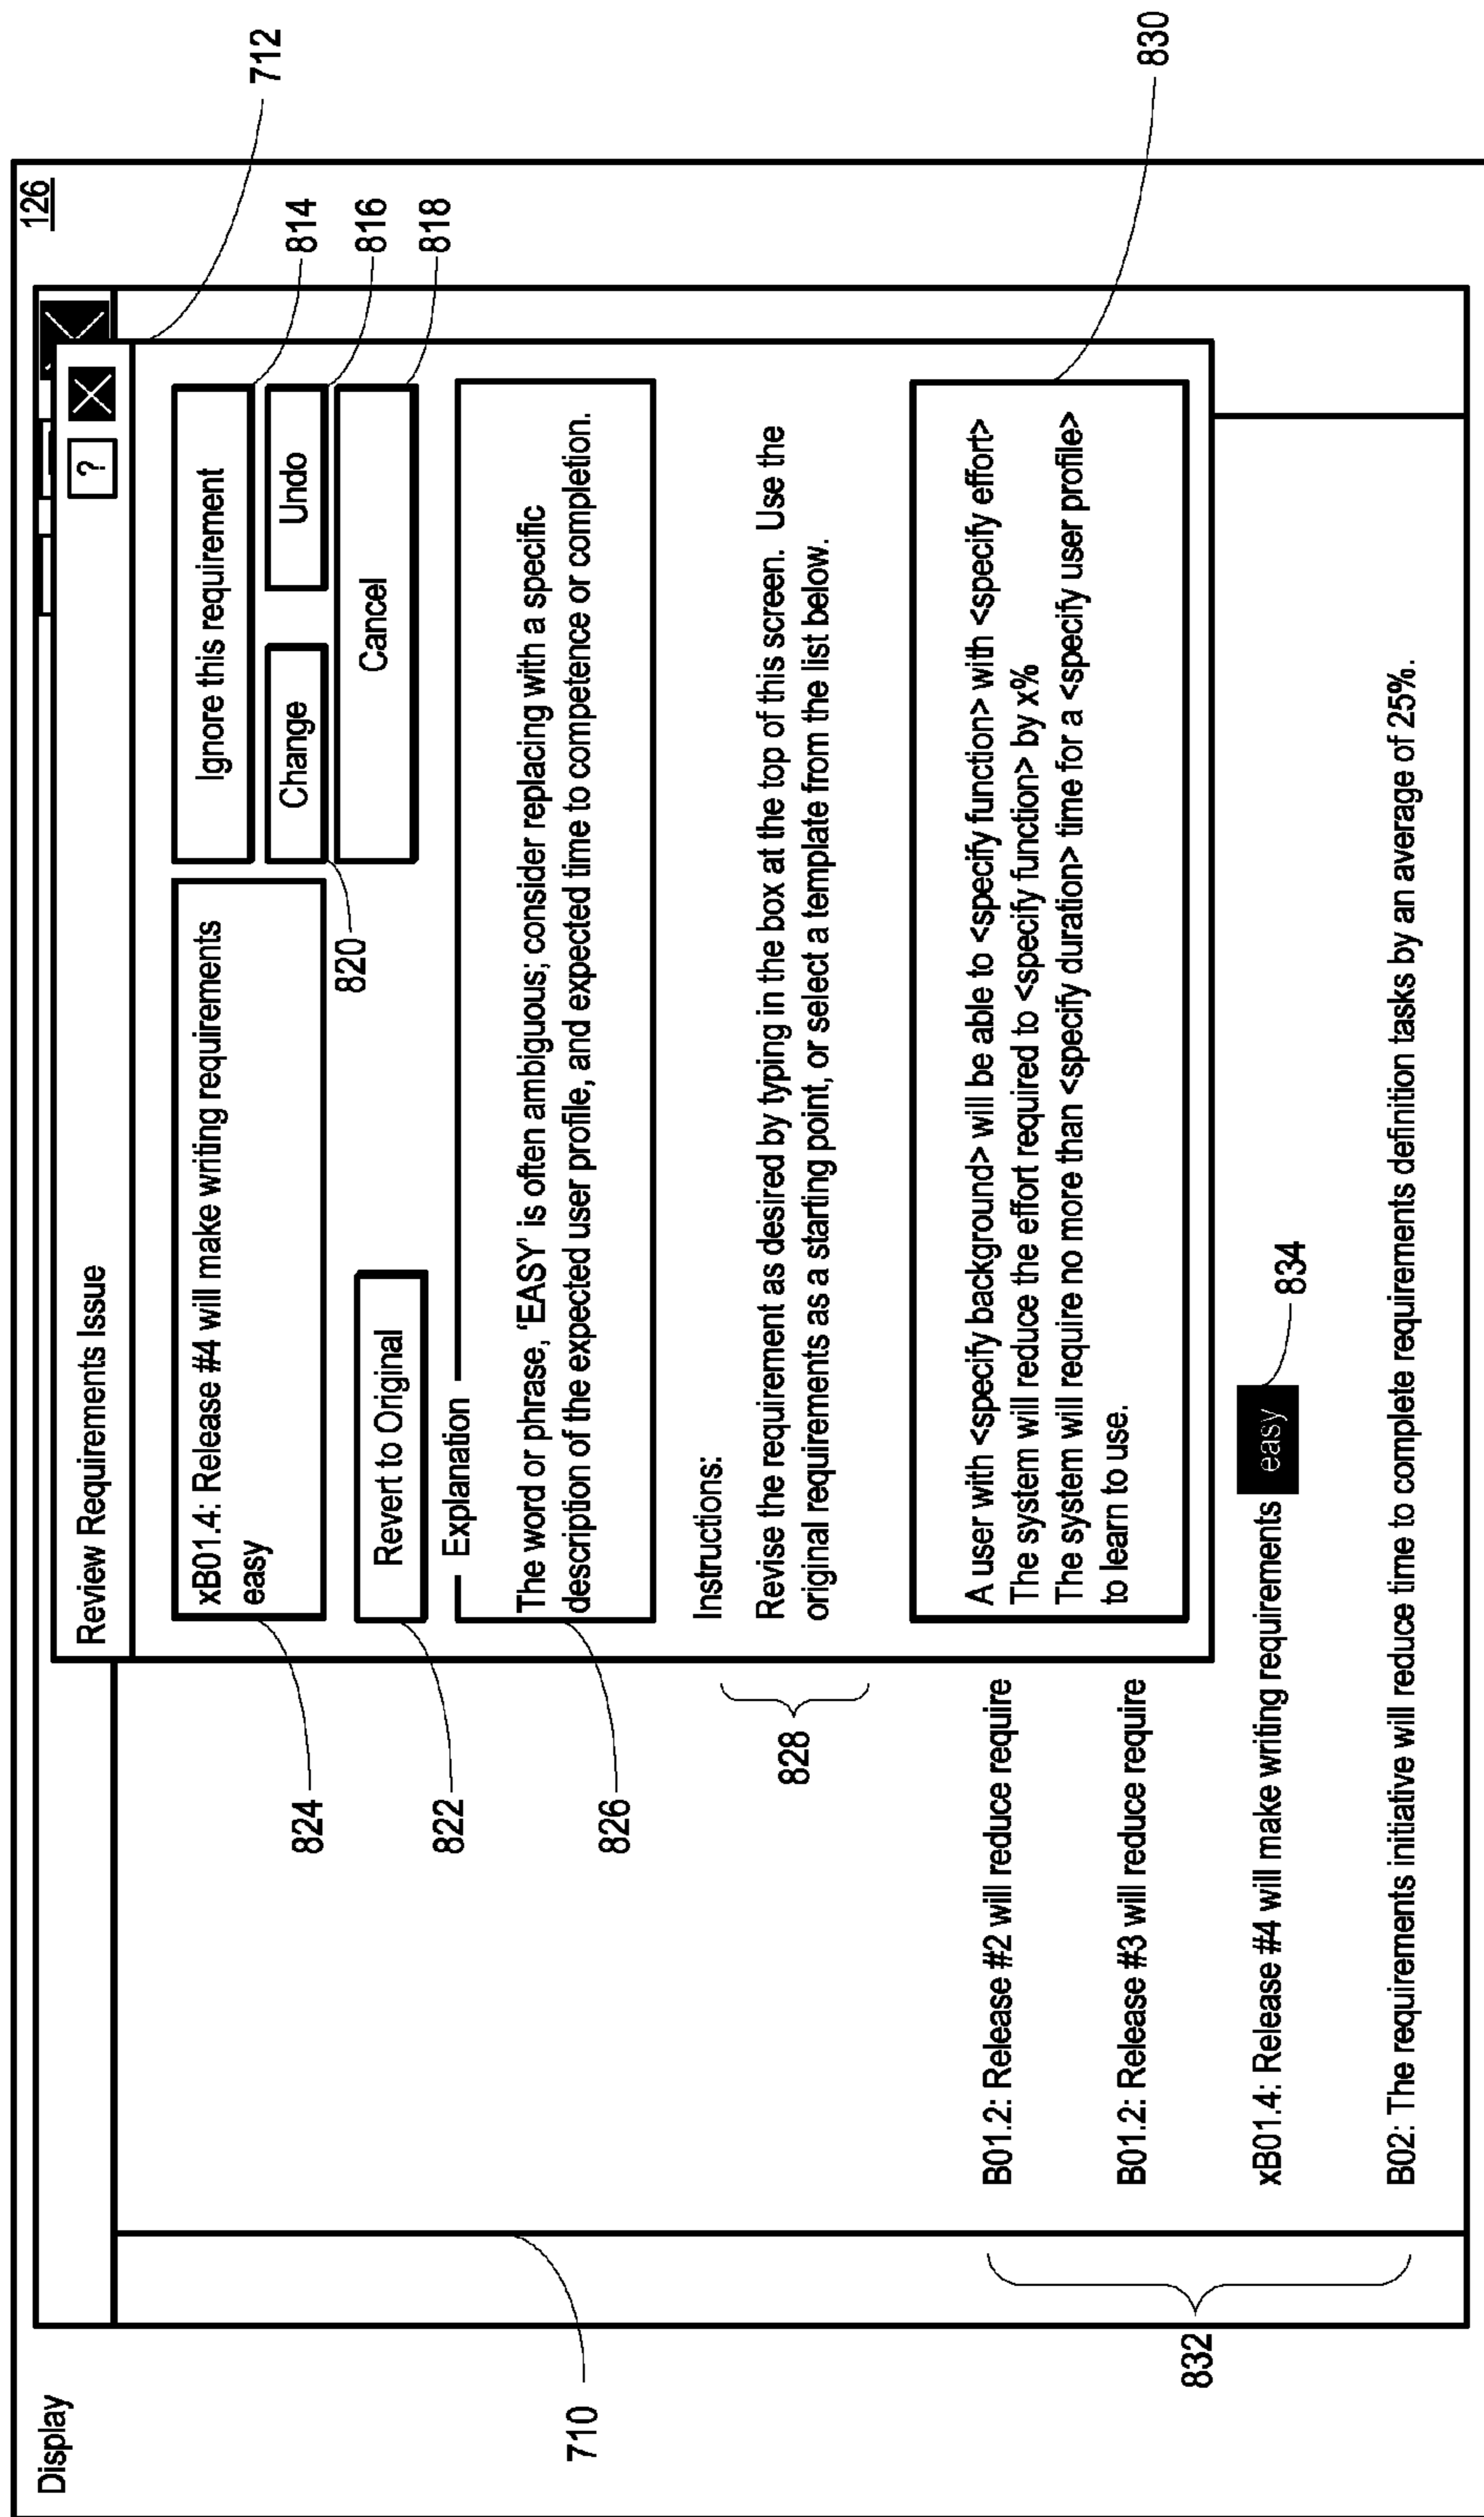 Display
126
712
Review Requirements Issue
?
xB01.4: Release #4 will make writing requirements
easy
Ignore this requirement
814
Change
Undo
816
Cancel
818
820
824
Revert to Original
822
Explanation
The word or phrase, ‘EASY’ is often ambiguous; consider replacing with a specific
description of the expected user profile, and expected time to competence or completion.
826
Instructions:
Revise the requirement as desired by typing in the box at the top of this screen. Use the
original requirements as a starting point, or select a template from the list below.
828
710
A user with <specify background> will be able to <specify function> with <specify effort>
The system will reduce the effort required to <specify function> by x%
The system will require no more than <specify duration> time for a <specify user profile>
to learn to use.
830
B01.2: Release #2 will reduce require
B01.2: Release #3 will reduce require
xB01.4: Release #4 will make writing requirements easy
834
B02: The requirements initiative will reduce time to complete requirements definition tasks by an average of 25%.
832